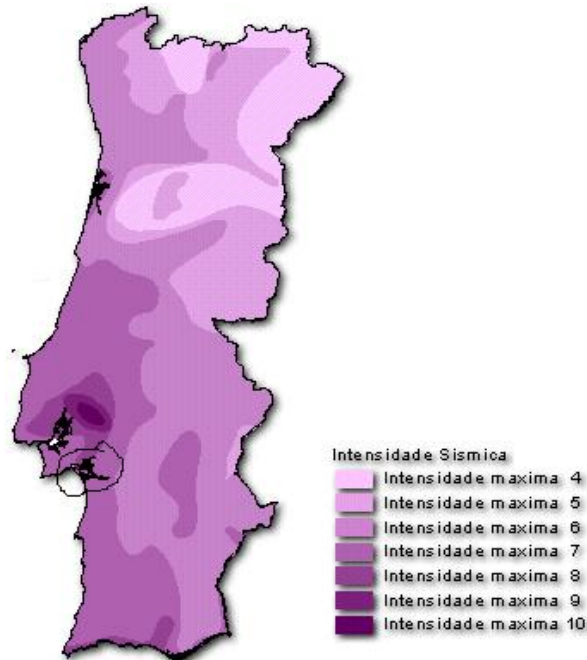 Intensidade Sísmica
Intensidade maxima 4
Intensidade maxima 5
Intensidade maxima 6
Intensidade maxima 7
Intensidade maxima 8
Intensidade maxima 9
Intensidade maxima 10